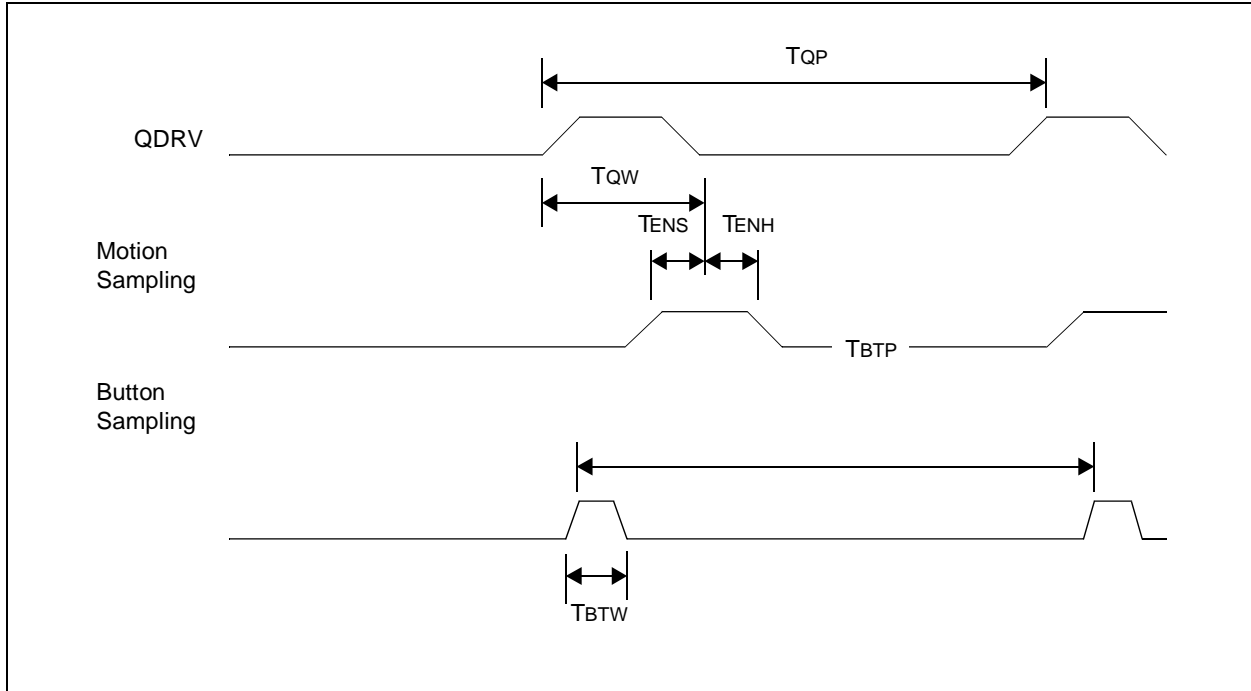 TQP
QDRV
TQW
TENS TENH
Motion
Sampling
TBTP
Button
Sampling
TBTW